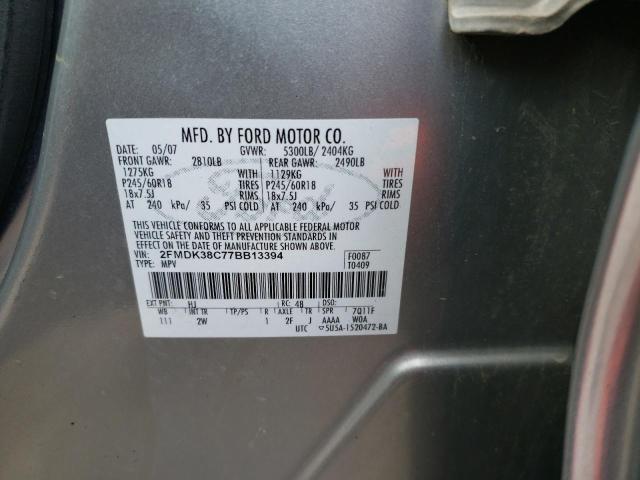 MFD. BY FORD MOTOR CO.
DATE: 05/07 GVWR: 5300LB/ 2404KG
FRONT GAWR: 2810LB REAR GAWR: 2490LB
1275KG WITH 1129KG WITH
P245/60R18 TIRES P245/60R18 TIRES
18x7.5J RIMS 18x7.5J RIMS
AT 240 kPa/ 35 PSI COLD AT 240 kPa/ 35 PSI COLD
THIS VEHICLE CONFORMS TO ALL APPLICABLE FEDERAL MOTOR
VEHICLE SAFETY AND THEFT PREVENTION STANDARDS IN
EFFECT ON THE DATE OF MANUFACTURE SHOWN ABOVE.
VIN: 2FMDK38C77BB13394 F0087
TYPE: MPV T0409
EXT PNT: HJ RC: 48 DSO:
WB INT TR TP/PS R AXLE TR SPR 7Q11F
111 2W 1 2F J AAAA W0A
UTC ▽5U5A-1520472-BA
Ford